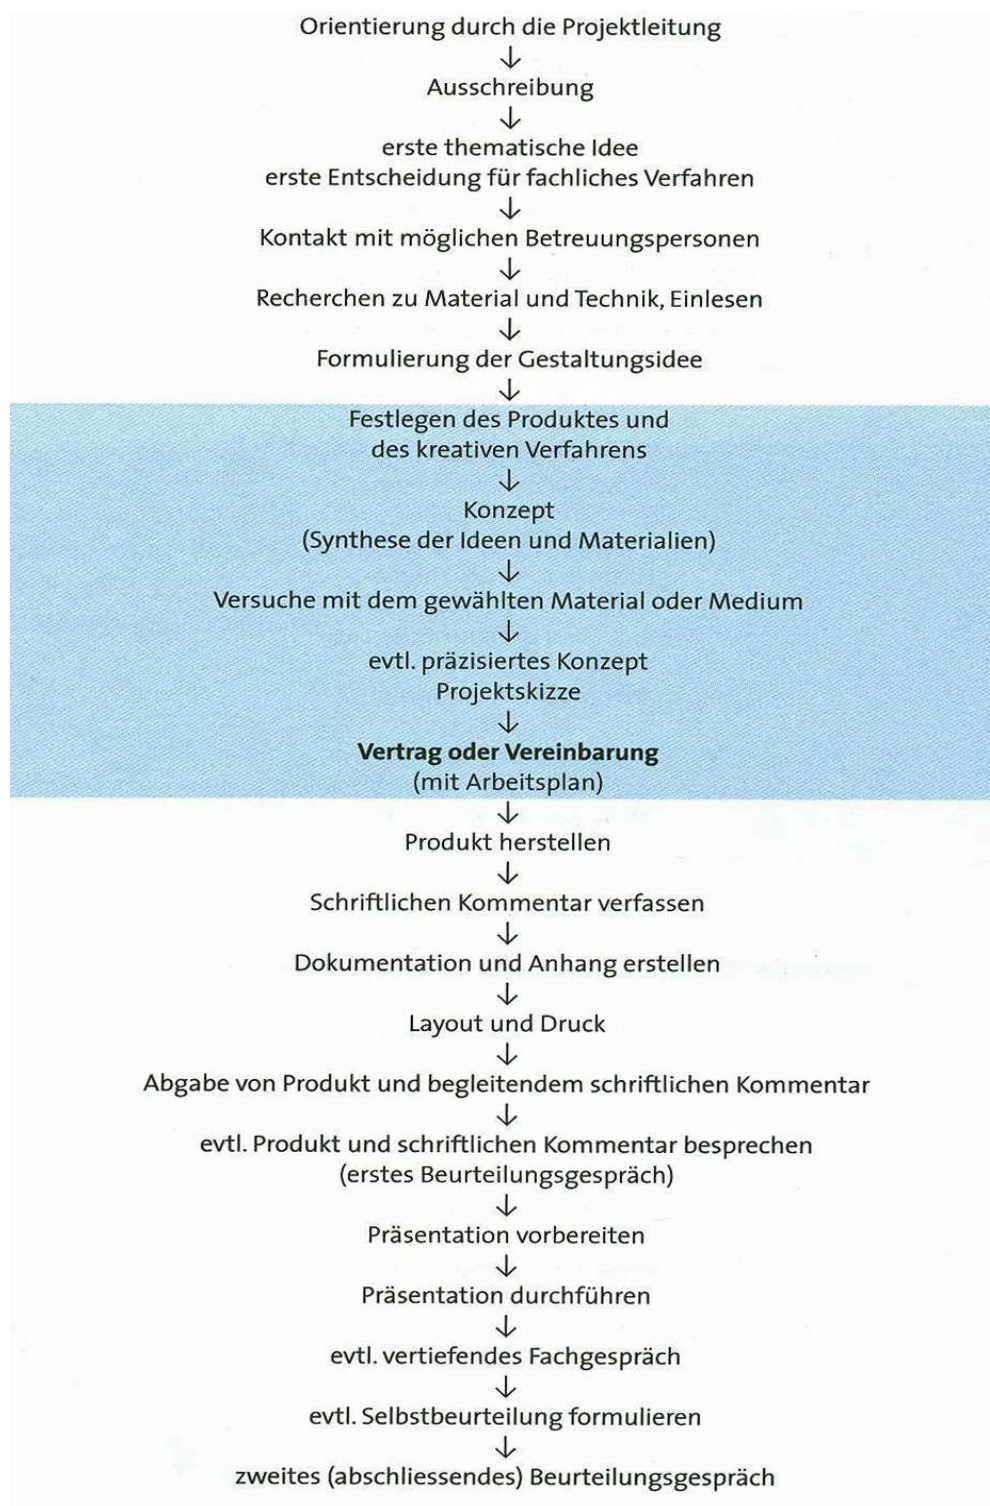 Orientierung durch die Projektleitung
↓
Ausschreibung
↓
erste thematische Idee
erste Entscheidung für fachliches Verfahren
↓
Kontakt mit möglichen Betreuungspersonen
↓
Recherchen zu Material und Technik, Einlesen
↓
Formulierung der Gestaltungsidee
↓
Festlegen des Produktes und
des kreativen Verfahrens
↓
Konzept
(Synthese der Ideen und Materialien)
↓
Versuche mit dem gewählten Material oder Medium
↓
evtl. präzisiertes Konzept
Projektskizze
↓
Vertrag oder Vereinbarung
(mit Arbeitsplan)
↓
Produkt herstellen
↓
Schriftlichen Kommentar verfassen
↓
Dokumentation und Anhang erstellen
↓
Layout und Druck
↓
Abgabe von Produkt und begleitendem schriftlichen Kommentar
↓
evtl. Produkt und schriftlichen Kommentar besprechen
(erstes Beurteilungsgespräch)
↓
Präsentation vorbereiten
↓
Präsentation durchführen
↓
evtl. vertiefendes Fachgespräch
↓
evtl. Selbstbeurteilung formulieren
↓
zweites (abschliessendes) Beurteilungsgespräch